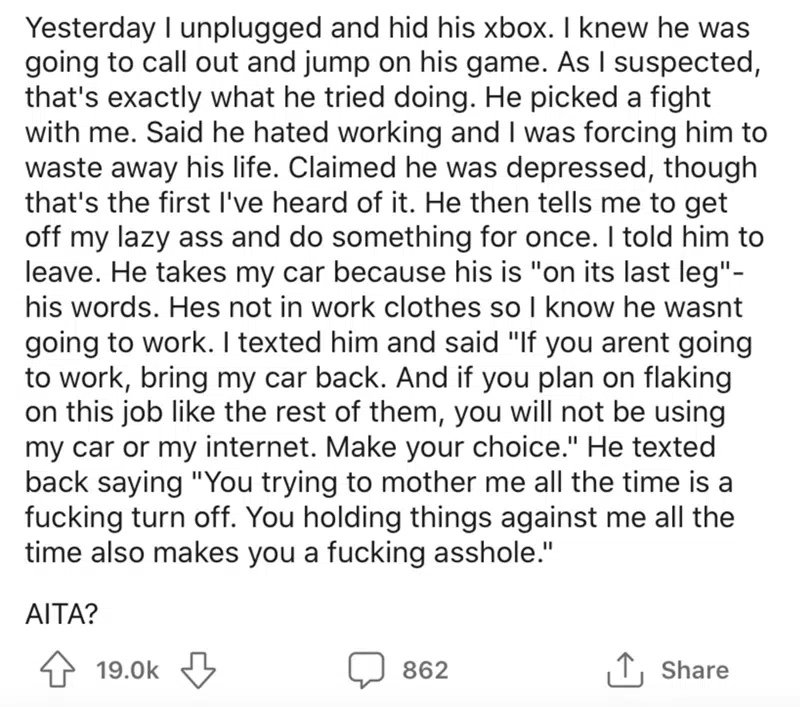 Yesterday I unplugged and hid his xbox. I knew he was
going to call out and jump on his game. As I suspected,
that's exactly what he tried doing. He picked a fight
with me. Said he hated working and I was forcing him to
waste away his life. Claimed he was depressed, though
that's the first I've heard of it. He then tells me to get
off my lazy ass and do something for once. I told him to
leave. He takes my car because his is "on its last leg"-
his words. Hes not in work clothes so I know he wasnt
going to work. I texted him and said "If you arent going
to work, bring my car back. And if you plan on flaking
on this job like the rest of them, you will not be using
my car or my internet. Make your choice." He texted
back saying "You trying to mother me all the time is a
fucking turn off. You holding things against me all the
time also makes you a fucking asshole."
AITA?
19.0k 862 Share